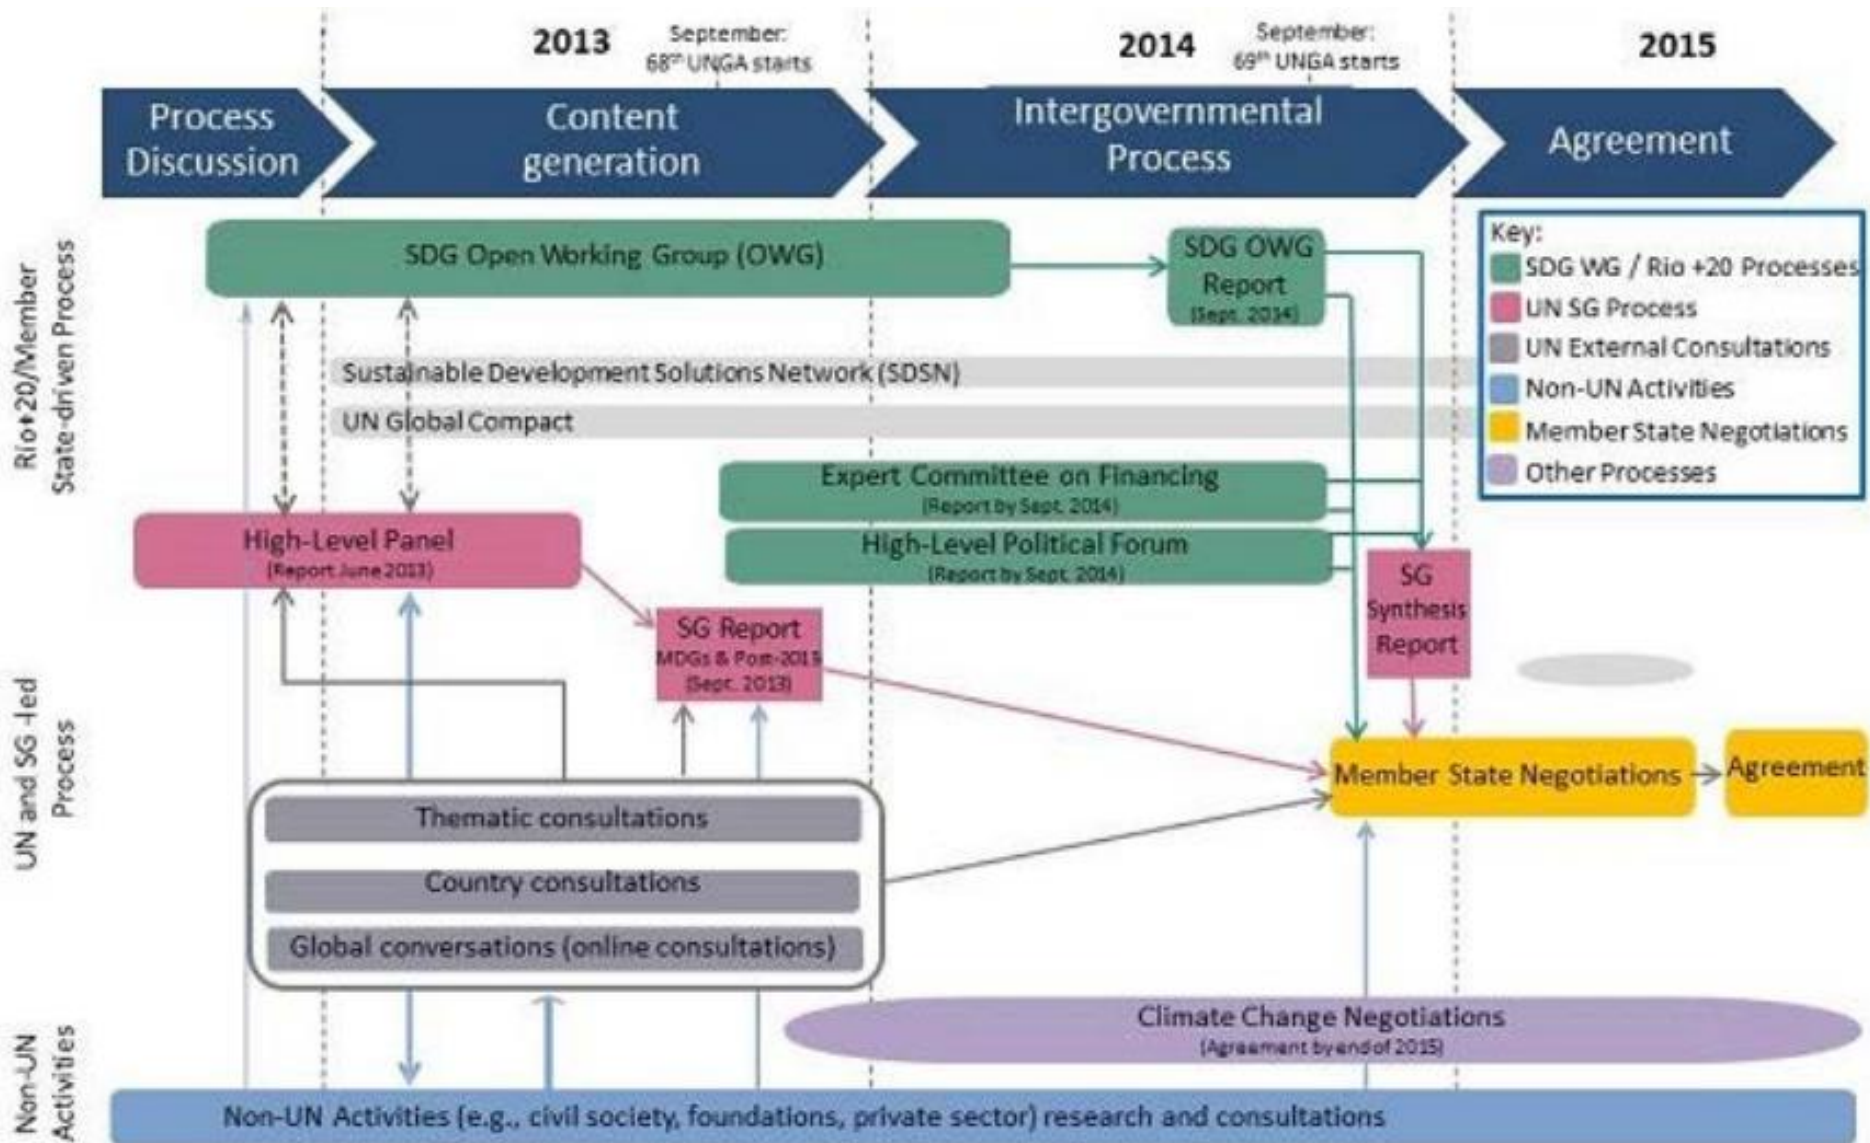 2013
September:
68th UNGA starts
2014
September:
69th UNGA starts
2015
Process
Discussion
Content
generation
Intergovernmental
Process
Agreement
Rio+20/Member
State-driven Process
SDG Open Working Group (OWG)
SDG OWG
Report
(Sept. 2014)
Key:
SDG WG / Rio +20 Processes
UN SG Process
UN External Consultations
Non-UN Activities
Member State Negotiations
Other Processes
Sustainable Development Solutions Network (SDSN)
UN Global Compact
Expert Committee on Financing
(Report by Sept. 2014)
High-Level Political Forum
(Report by Sept. 2014)
High-Level Panel
(Report June 2013)
SG Report
MDGs & Post-2015
(Sept. 2013)
SG
Synthesis
Report
UN and SG -led
Process
Member State Negotiations
Agreement
Thematic consultations
Country consultations
Global conversations (online consultations)
Climate Change Negotiations
(Agreement by end of 2015)
Non-UN
Activities
Non-UN Activities (e.g., civil society, foundations, private sector) research and consultations